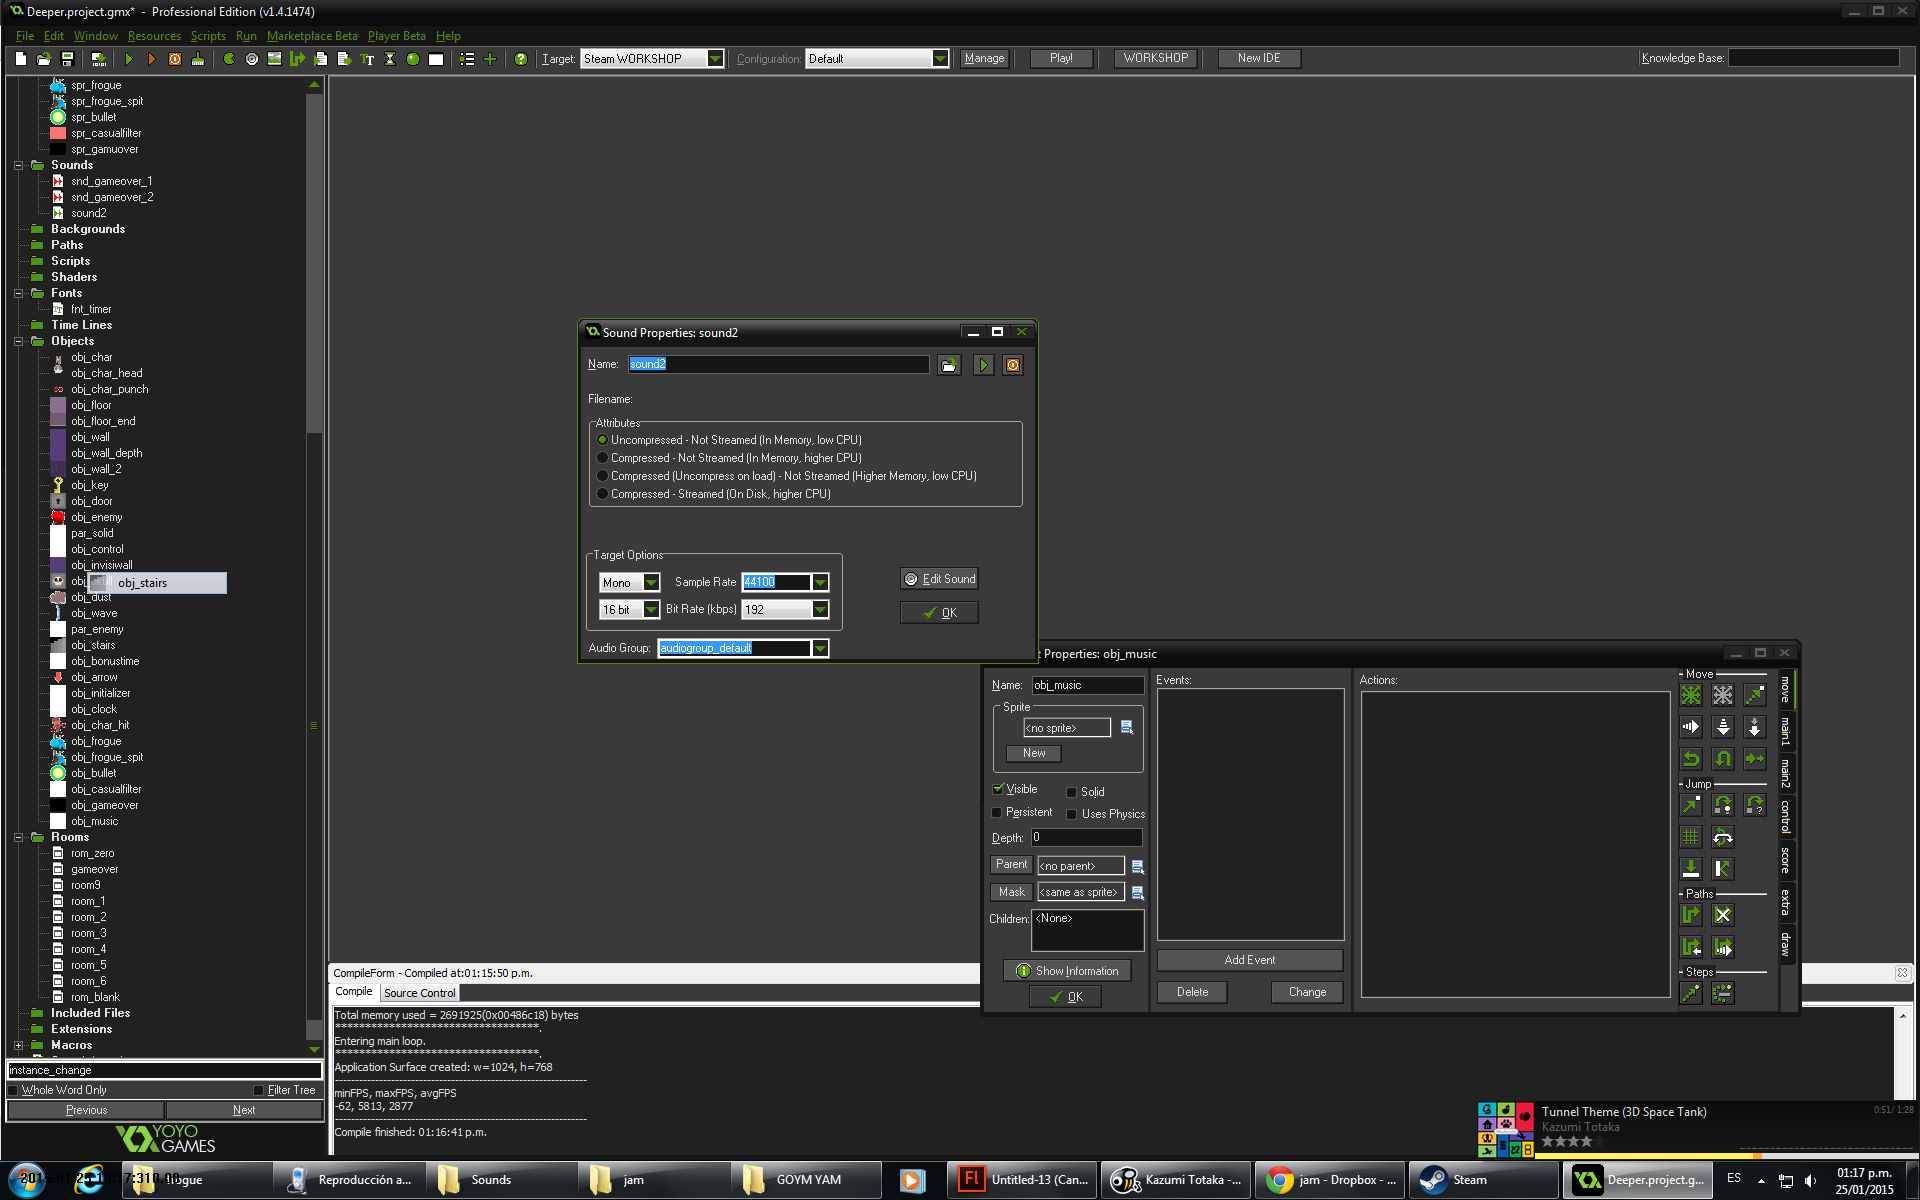 Deeper.project.gmx*  -  Professional Edition (v1.4.1474)
File Edit Window Resources Scripts Run Marketplace Beta Player Beta Help
Target: Steam WORKSHOP Configuration: Default Manage Play! WORKSHOP New IDE Knowledge Base:
spr_frogue
spr_frogue_spit
spr_bullet
spr_casualfilter
spr_gamuover
Sounds
snd_gameover_1
snd_gameover_2
sound2
Backgrounds
Paths
Scripts
Shaders
Fonts
fnt_timer
Time Lines
Objects
obj_char
obj_char_head
obj_char_punch
obj_floor
obj_floor_end
obj_wall
obj_wall_depth
obj_wall_2
obj_key
obj_door
obj_enemy
par_solid
obj_control
obj_invisiwall
obj_stairs
obj_dust
obj_wave
par_enemy
obj_stairs
obj_bonustime
obj_arrow
obj_initializer
obj_clock
obj_char_hit
obj_frogue
obj_frogue_spit
obj_bullet
obj_casualfilter
obj_gameover
obj_music
Rooms
rom_zero
gameover
room9
room_1
room_2
room_3
room_4
room_5
room_6
rom_blank
Included Files
Extensions
Macros
instance_change
Whole Word Only Filter Tree
Previous Next
YOYO
GAMES
Sound Properties: sound2
Name: sound2
Filename:
Attributes
Uncompressed - Not Streamed (In Memory, low CPU)
Compressed - Not Streamed (In Memory, higher CPU)
Compressed (Uncompress on load) - Not Streamed (Higher Memory, low CPU)
Compressed - Streamed (On Disk, higher CPU)
Target Options
Mono Sample Rate 44100 Edit Sound
16 bit Bit Rate (kbps) 192 OK
Audio Group: audiogroup_default
t Properties: obj_music
Name: obj_music
Sprite
<no sprite>
New
Visible Solid
Persistent Uses Physics
Depth: 0
Parent <no parent>
Mask <same as sprite>
Children: <None>
Show Information
OK
Events:
Add Event
Delete Change
Actions:
Move
Jump
Paths
Steps
move
main1
main2
control
score
extra
draw
CompileForm - Compiled at:01:15:50 p.m.
Compile Source Control
Total memory used = 2691925(0x00486c18) bytes
***********************************.
Entering main loop.
***********************************.
Application Surface created: w=1024, h=768
minFPS, maxFPS, avgFPS
-62, 5813, 2877
Compile finished: 01:16:41 p.m.
Tunnel Theme (3D Space Tank) 0:51/ 1:28
Kazumi Totaka
frogue Reproducción a... Sounds jam GOYM YAM Untitled-13 (Can... Kazumi Totaka -... jam - Dropbox - ... Steam Deeper.project.g... ES 01:17 p.m.
25/01/2015